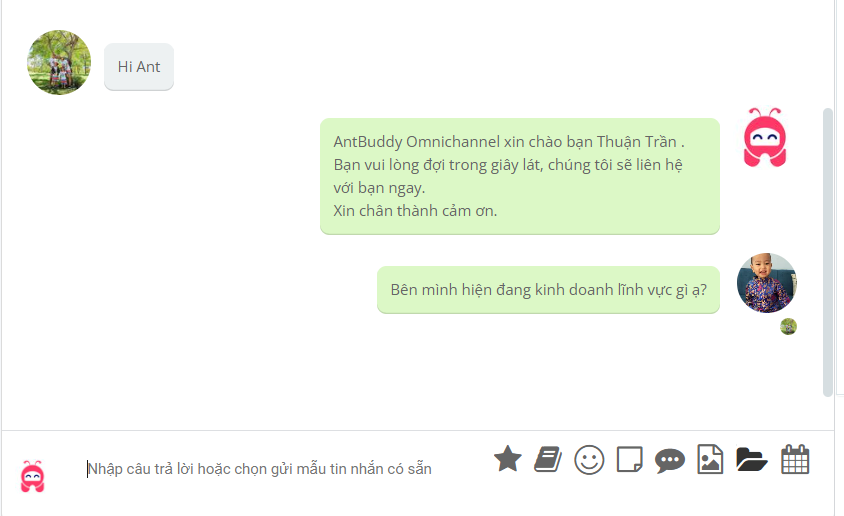 Hi Ant
AntBuddy Omnichannel xin chào bạn Thuận Trần .
Bạn vui lòng đợi trong giây lát, chúng tôi sẽ liên hệ
với bạn ngay.
Xin chân thành cảm ơn.
Bên mình hiện đang kinh doanh lĩnh vực gì ạ?
Nhập câu trả lời hoặc chọn gửi mẫu tin nhắn có sẵn